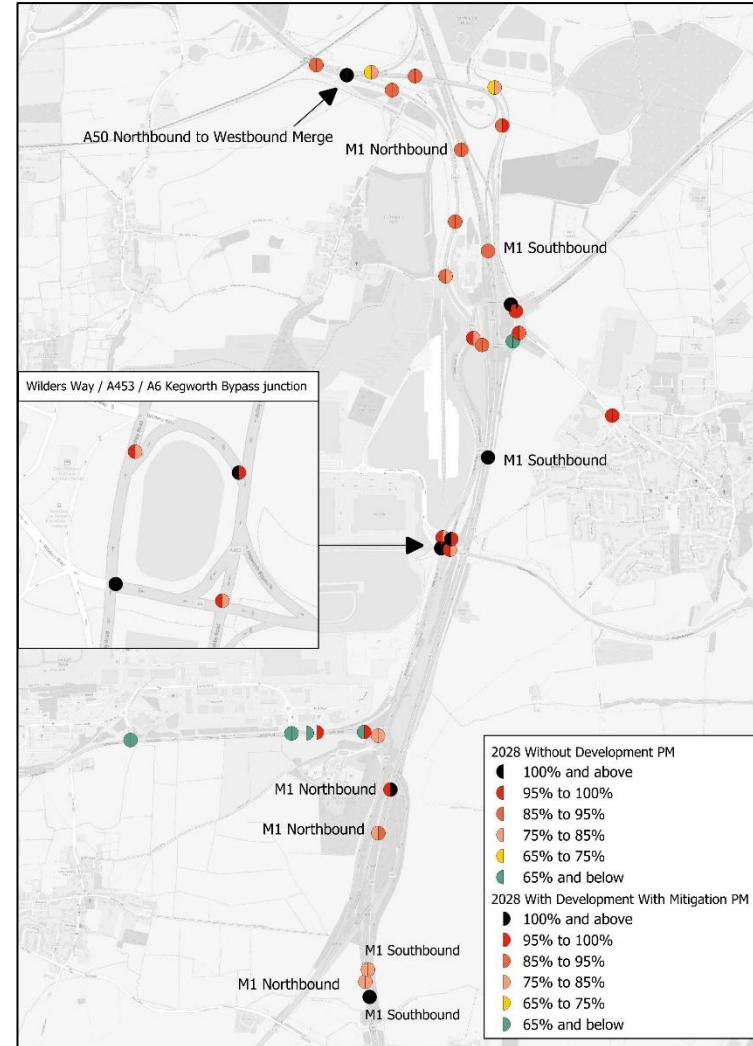 A50 Northbound to Westbound Merge
M1 Northbound
M1 Southbound
Wilders Way / A453 / A6 Kegworth Bypass junction
M1 Southbound
A453
M1 Northbound
M1 Northbound
M1 Southbound
M1 Northbound
M1 Southbound
2028 Without Development PM
100% and above
95% to 100%
85% to 95%
75% to 85%
65% to 75%
65% and below
2028 With Development With Mitigation PM
100% and above
95% to 100%
85% to 95%
75% to 85%
65% to 75%
65% and below